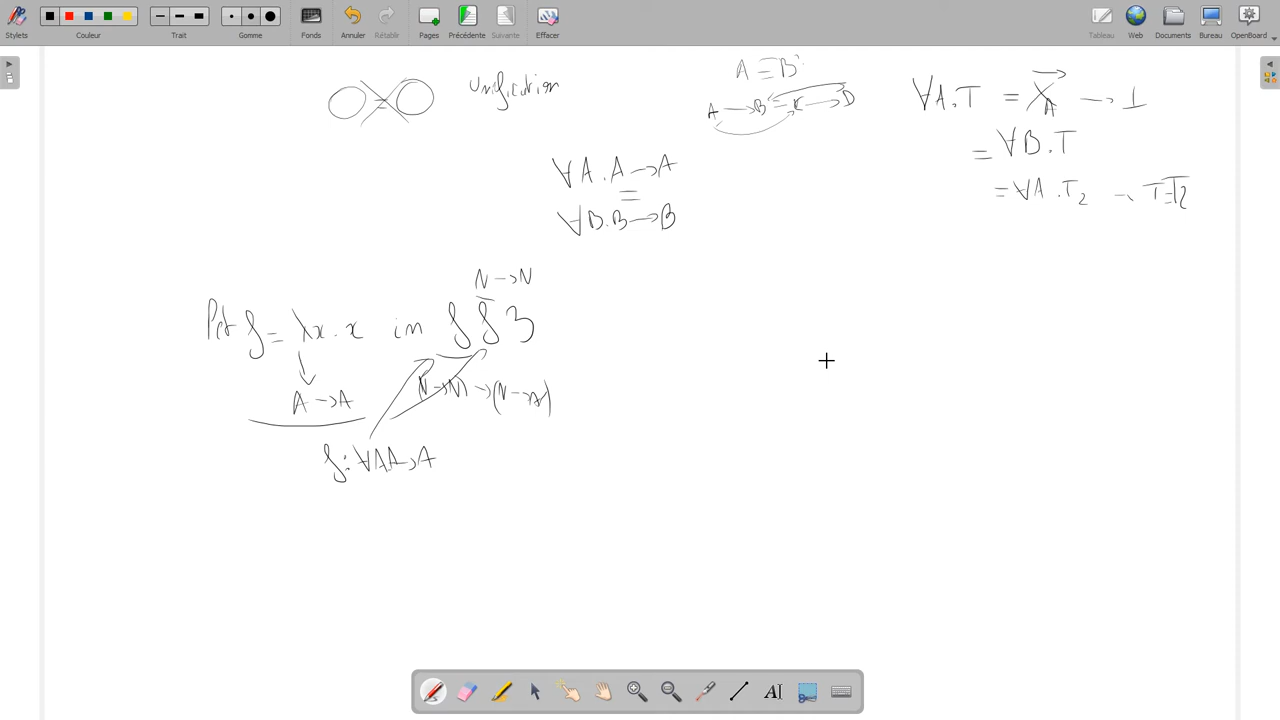 Stylets Couleur Trait Gomme Fonds Annuler Rétablir Pages Précédente Suivante Effacer Tableau Web Documents Bureau OpenBoard
Unification
A ≡ B
A → B = C → D
∀A.T = X → ⊥
A
= ∀B.T
= ∀A.T₂ → T=T₂
∀A.A → A
=
∀B.B → B
N → N
let f = λx.x in f f 3
A → A
(N → N) → (N → N)
f: ∀A.A → A